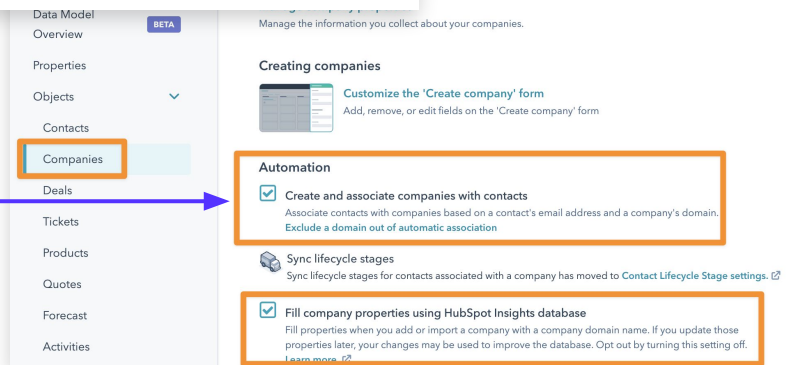 Data Model
Overview
BETA
Properties
Objects
Contacts
Companies
Deals
Tickets
Products
Quotes
Forecast
Activities
Manage the information you collect about your companies.
Creating companies
Customize the 'Create company' form
Add, remove, or edit fields on the 'Create company' form
Automation
Create and associate companies with contacts
Associate contacts with companies based on a contact's email address and a company's domain.
Exclude a domain out of automatic association
Sync lifecycle stages
Sync lifecycle stages for contacts associated with a company has moved to Contact Lifecycle Stage settings.
Fill company properties using HubSpot Insights database
Fill properties when you add or import a company with a company domain name. If you update those
properties later, your changes may be used to improve the database. Opt out by turning this setting off.
Learn more